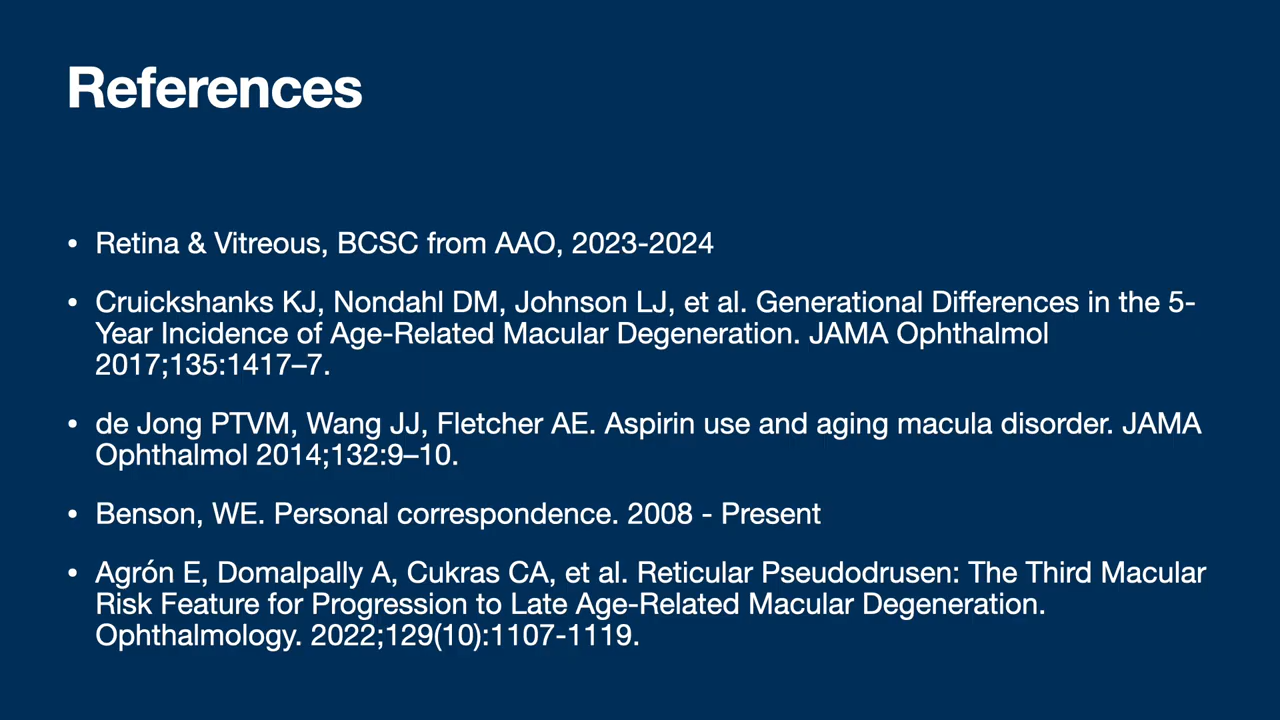 References
• Retina & Vitreous, BCSC from AAO, 2023-2024
• Cruickshanks KJ, Nondahl DM, Johnson LJ, et al. Generational Differences in the 5-
Year Incidence of Age-Related Macular Degeneration. JAMA Ophthalmol
2017;135:1417–7.
• de Jong PTVM, Wang JJ, Fletcher AE. Aspirin use and aging macula disorder. JAMA
Ophthalmol 2014;132:9–10.
• Benson, WE. Personal correspondence. 2008 - Present
• Agrón E, Domalpally A, Cukras CA, et al. Reticular Pseudodrusen: The Third Macular
Risk Feature for Progression to Late Age-Related Macular Degeneration.
Ophthalmology. 2022;129(10):1107-1119.